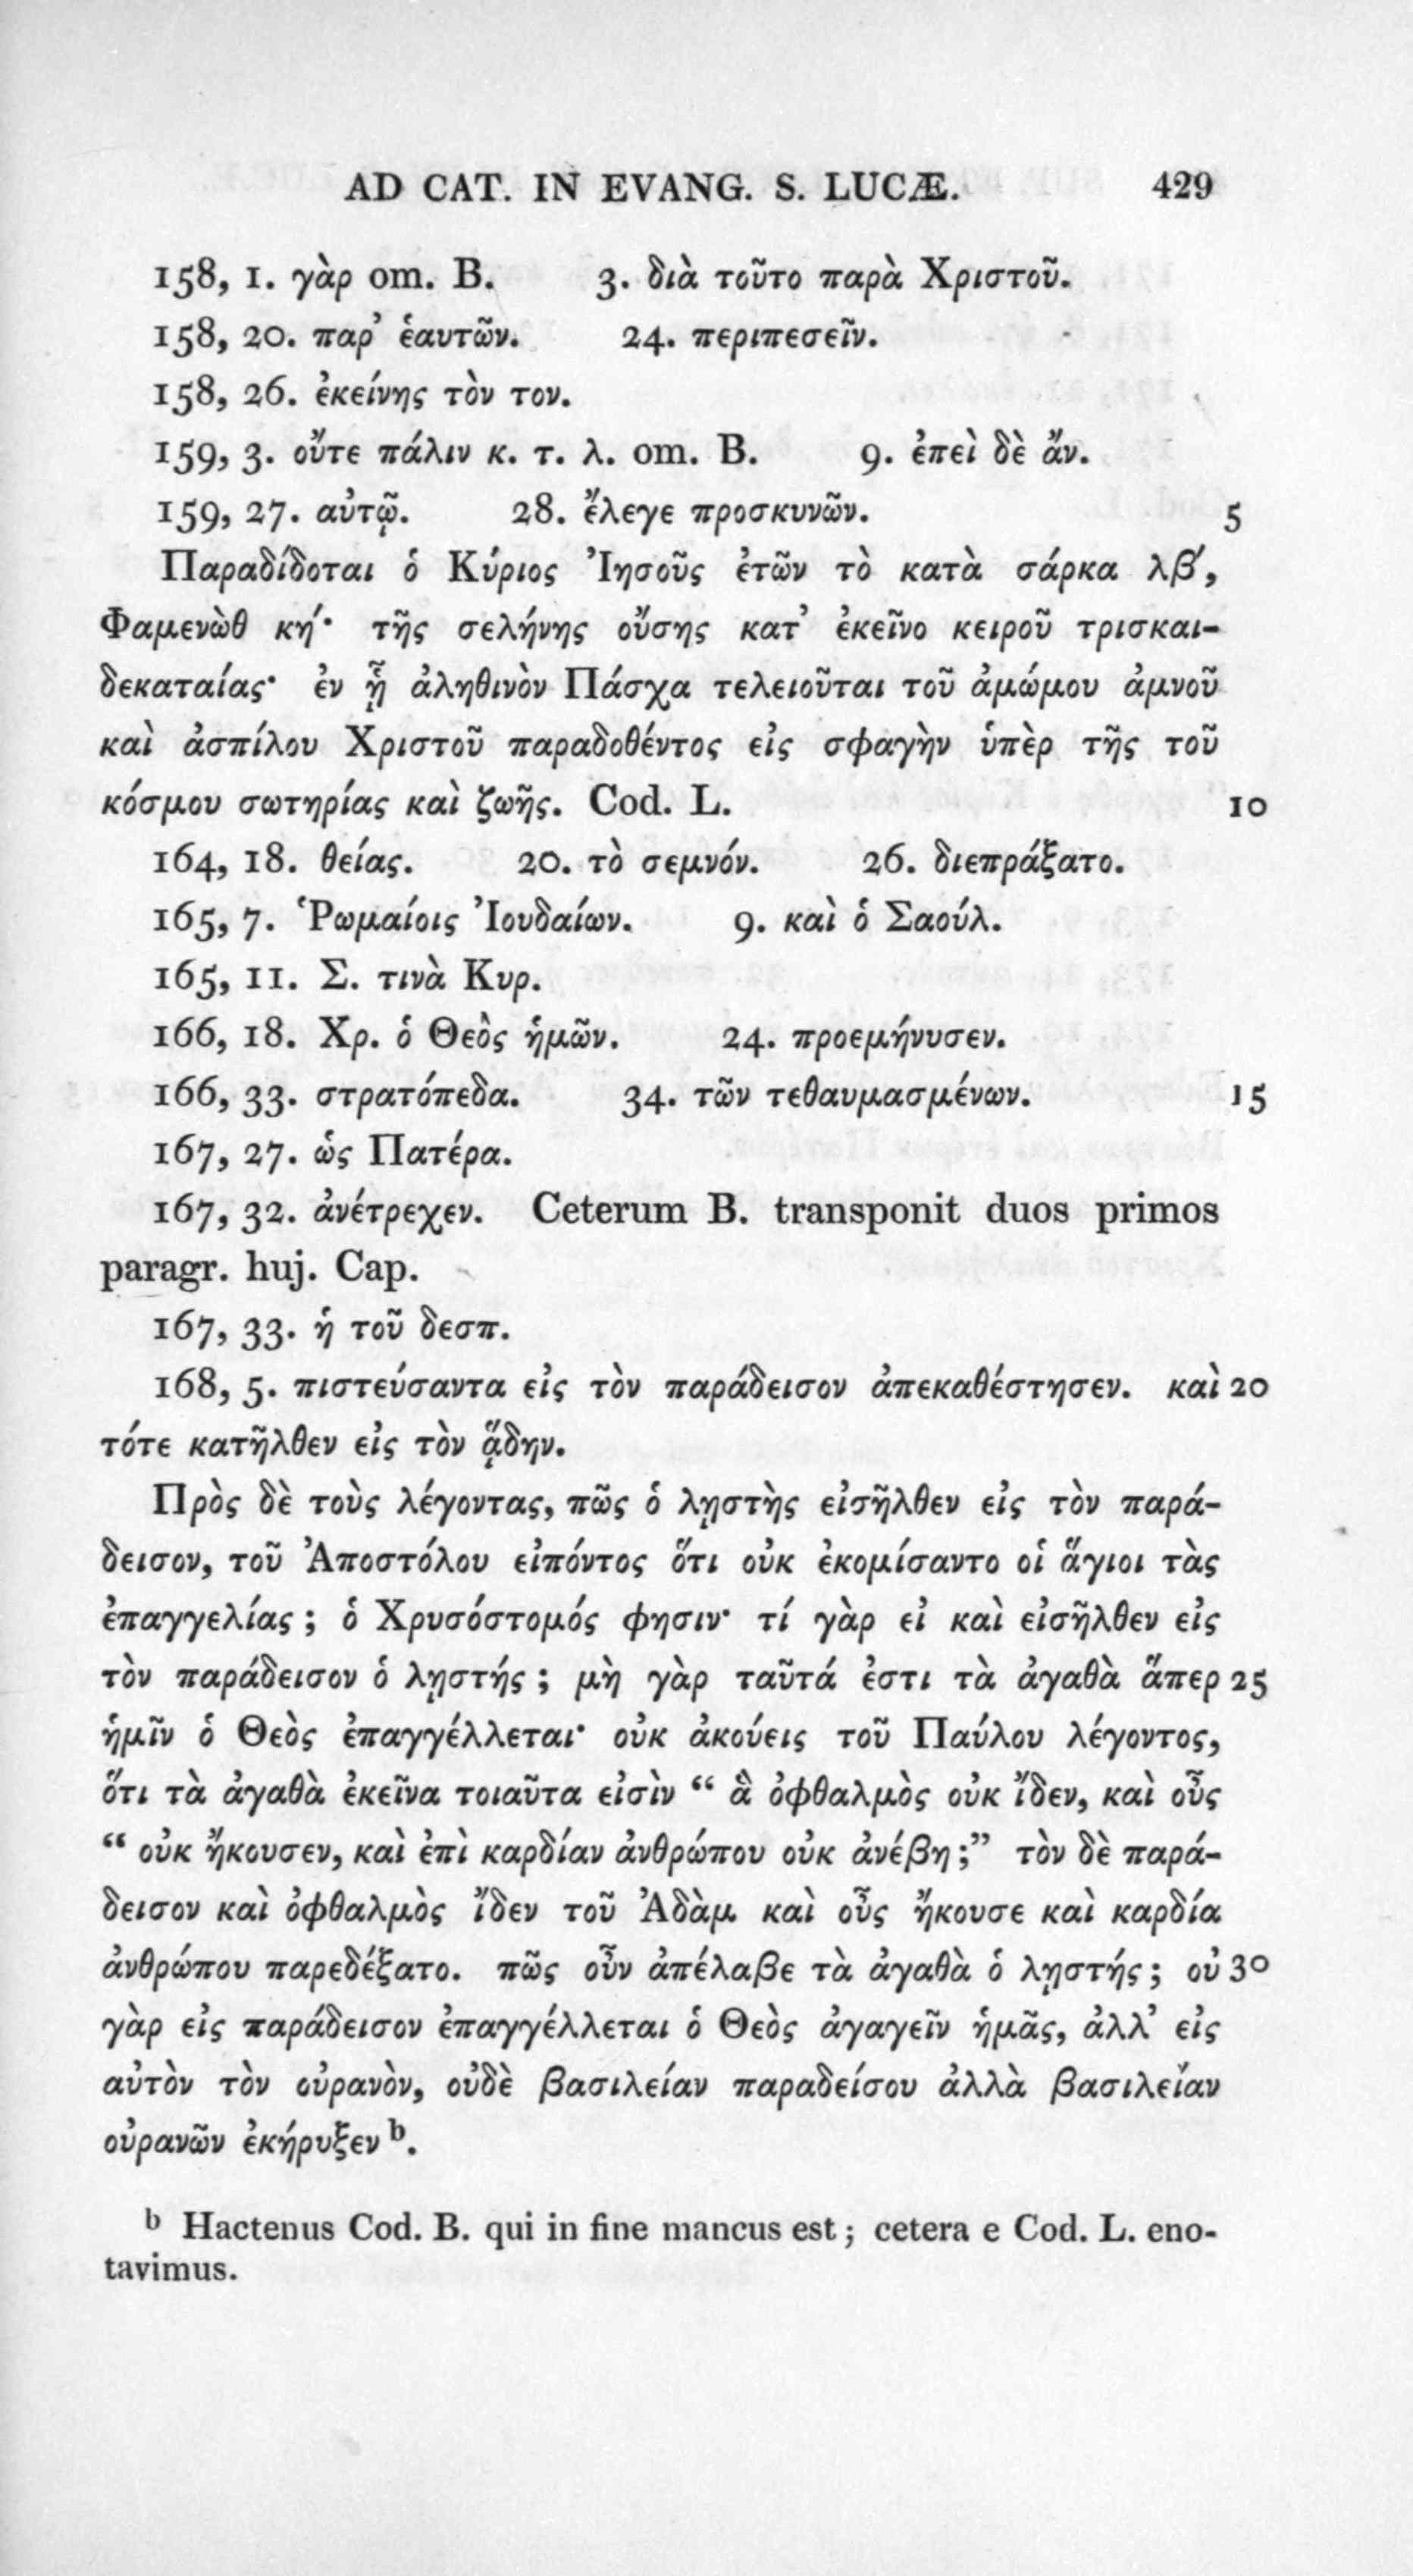 AD CAT. IN EVANG. S. LUCÆ. 429
158, 1. γὰρ om. B. 3. διὰ τοῦτο παρὰ Χριστοῦ.
158, 20. παρ’ ἑαυτῶν. 24. περιπεσεῖν.
158, 26. ἐκείνης τὸν τον.
159, 3. οὔτε πάλιν κ. τ. λ. om. B. 9. ἐπεὶ δὲ ἄν.
159, 27. αὐτῷ. 28. ἔλεγε προσκυνῶν. 5
Παραδίδοται ὁ Κύριος Ἰησοῦς ἐτῶν τὸ κατὰ σάρκα λβ′,
Φαμενὼθ κή· τῆς σελήνης οὔσης κατ’ ἐκεῖνο κειροῦ τρισκαι-
δεκαταίας· ἐν ᾗ ἀληθινὸν Πάσχα τελειοῦται τοῦ ἀμώμου ἀμνοῦ
καὶ ἀσπίλου Χριστοῦ παραδοθέντος εἰς σφαγὴν ὑπὲρ τῆς τοῦ
κόσμου σωτηρίας καὶ ζωῆς. Cod. L. 10
164, 18. θείας. 20. τὸ σεμνόν. 26. διεπράξατο.
165, 7. Ῥωμαίοις Ἰουδαίων. 9. καὶ ὁ Σαούλ.
165, 11. Σ. τινὰ Κυρ.
166, 18. Χρ. ὁ Θεὸς ἡμῶν. 24. προεμήνυσεν.
166, 33. στρατόπεδα. 34. τῶν τεθαυμασμένων. 15
167, 27. ὡς Πατέρα.
167, 32. ἀνέτρεχεν. Ceterum B. transponit duos primos
paragr. huj. Cap.
167, 33. ἡ τοῦ δεσπ.
168, 5. πιστεύσαντα εἰς τὸν παράδεισον ἀπεκαθέστησεν. καὶ 20
τότε κατῆλθεν εἰς τὸν ᾅδην.
Πρὸς δὲ τοὺς λέγοντας, πῶς ὁ λῃστὴς εἰσῆλθεν εἰς τὸν παρά-
δεισον, τοῦ Ἀποστόλου εἰπόντος ὅτι οὐκ ἐκομίσαντο οἱ ἅγιοι τὰς
ἐπαγγελίας ; ὁ Χρυσόστομός φησιν· τί γὰρ εἰ καὶ εἰσῆλθεν εἰς
τὸν παράδεισον ὁ λῃστής ; μὴ γὰρ ταῦτά ἐστι τὰ ἀγαθὰ ἅπερ 25
ἡμῖν ὁ Θεὸς ἐπαγγέλλεται· οὐκ ἀκούεις τοῦ Παύλου λέγοντος,
ὅτι τὰ ἀγαθὰ ἐκεῖνα τοιαῦτα εἰσὶν “ ἃ ὀφθαλμὸς οὐκ ἴδεν, καὶ οὖς
“ οὐκ ἤκουσεν, καὶ ἐπὶ καρδίαν ἀνθρώπου οὐκ ἀνέβη ;” τὸν δὲ παρά-
δεισον καὶ ὀφθαλμὸς ἴδεν τοῦ Ἀδὰμ καὶ οὖς ἤκουσε καὶ καρδία
ἀνθρώπου παρεδέξατο. πῶς οὖν ἀπέλαβε τὰ ἀγαθὰ ὁ λῃστής ; οὐ 30
γὰρ εἰς παράδεισον ἐπαγγέλλεται ὁ Θεὸς ἀγαγεῖν ἡμᾶς, ἀλλ’ εἰς
αὐτὸν τὸν οὐρανὸν, οὐδὲ βασιλείαν παραδείσου ἀλλὰ βασιλείαν
οὐρανῶν ἐκήρυξεν b.
b Hactenus Cod. B. qui in fine mancus est ; cetera e Cod. L. eno-
tavimus.